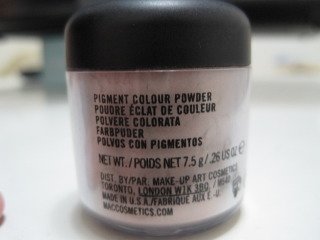 PIGMENT COLOUR POWDER
POUDRE ÉCLAT DE COULEUR
POLVERE COLORATA
FARBPUDER
POLVOS CON PIGMENTOS
NET WT./POIDS NET 7.5 g/.26 US OZ ℮
DIST. BY/PAR. MAKE-UP ART COSMETICS
TORONTO, LONDON W1K 3BQ /
MADE IN U.S.A./FABRIQUE AUX É.-U.
MACCOSMETICS.COM